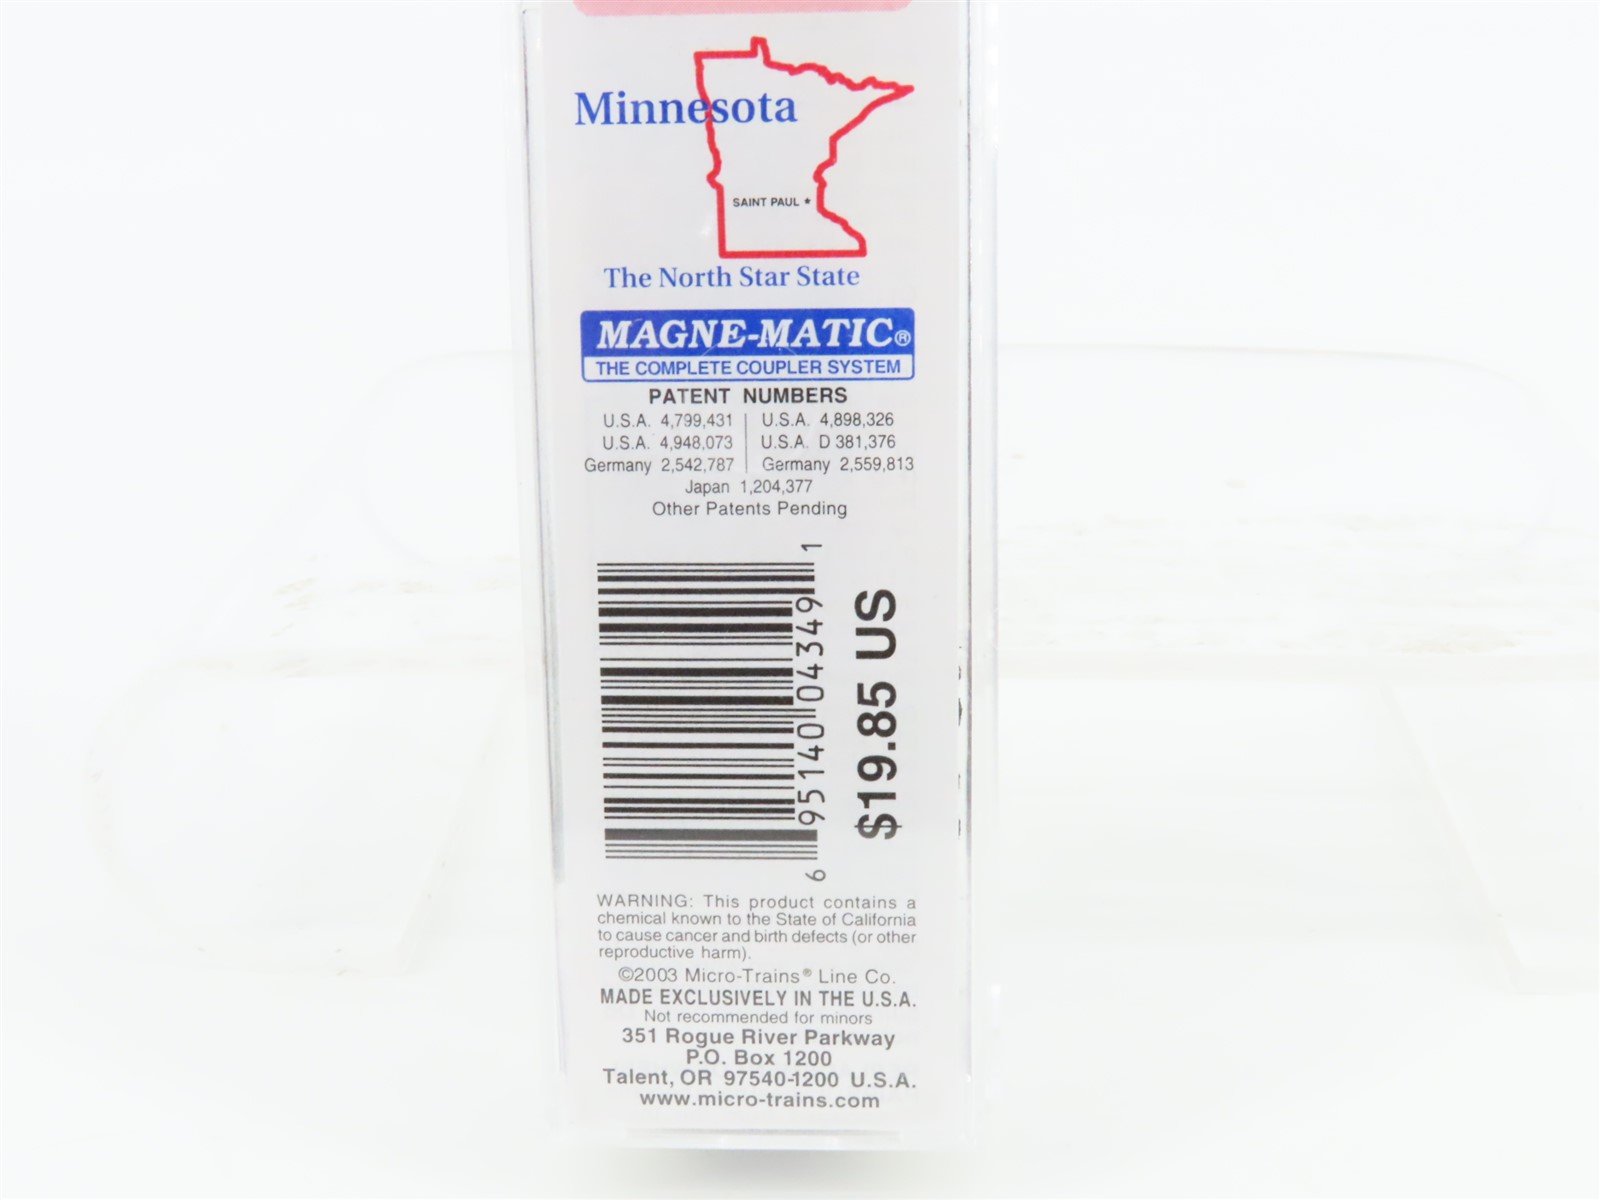 Minnesota
SAINT PAUL ★
The North Star State
MAGNE-MATIC®
THE COMPLETE COUPLER SYSTEM
PATENT NUMBERS
U.S.A. 4,799,431 | U.S.A. 4,898,326
U.S.A. 4,948,073 | U.S.A. D 381,376
Germany 2,542,787 | Germany 2,559,813
Japan 1,204,377
Other Patents Pending
6 95140 04349 1
$19.85 US
WARNING: This product contains a
chemical known to the State of California
to cause cancer and birth defects (or other
reproductive harm).
©2003 Micro-Trains® Line Co.
MADE EXCLUSIVELY IN THE U.S.A.
Not recommended for minors
351 Rogue River Parkway
P.O. Box 1200
Talent, OR 97540-1200 U.S.A.
www.micro-trains.com